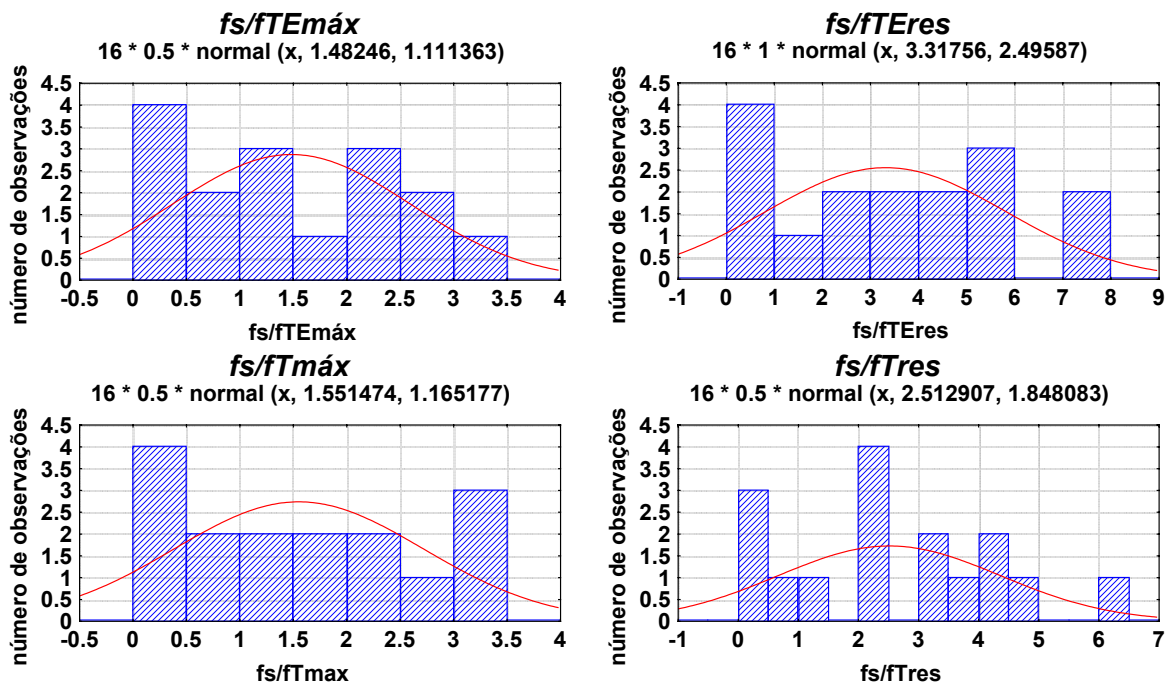 fs/fTEmáx
16 * 0.5 * normal (x, 1.48246, 1.111363)
número de observações
4.5
4
3.5
3
2.5
2
1.5
1
0.5
0
-0.5 0 0.5 1 1.5 2 2.5 3 3.5 4
fs/fTEmáx
fs/fTEres
16 * 1 * normal (x, 3.31756, 2.49587)
número de observações
4.5
4
3.5
3
2.5
2
1.5
1
0.5
0
-1 0 1 2 3 4 5 6 7 8 9
fs/fTEres
fs/fTmáx
16 * 0.5 * normal (x, 1.551474, 1.165177)
número de observações
4.5
4
3.5
3
2.5
2
1.5
1
0.5
0
-0.5 0 0.5 1 1.5 2 2.5 3 3.5 4
fs/fTmax
fs/fTres
16 * 0.5 * normal (x, 2.512907, 1.848083)
número de observações
4.5
4
3.5
3
2.5
2
1.5
1
0.5
0
-1 0 1 2 3 4 5 6 7
fs/fTres